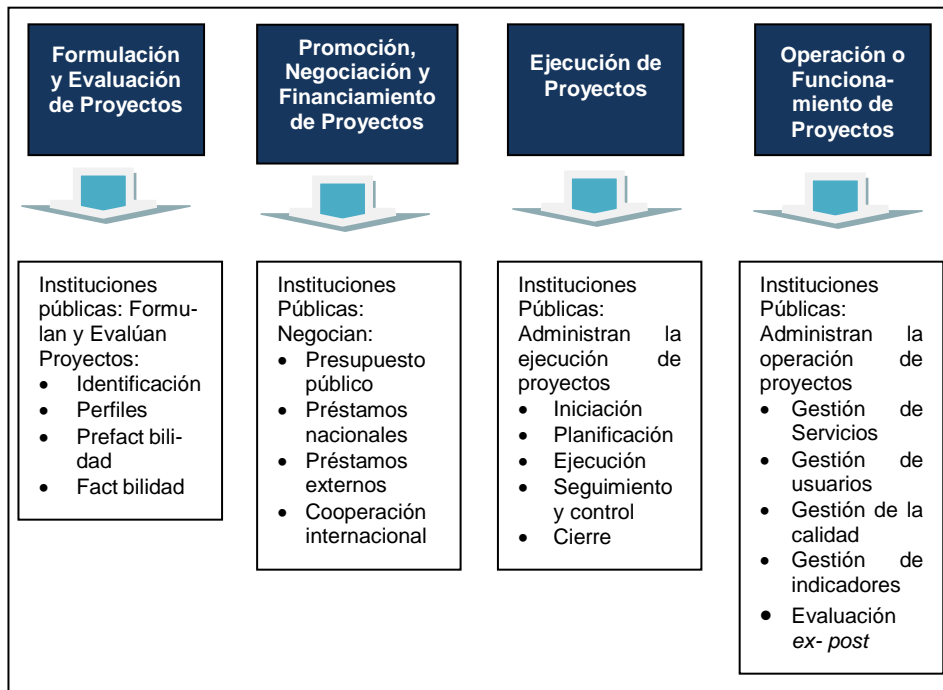 Formulación
y Evaluación
de Proyectos
Promoción,
Negociación y
Financiamiento
de Proyectos
Ejecución de
Proyectos
Operación o
Funciona-
miento de
Proyectos
Instituciones
públicas: Formu-
lan y Evalúan
Proyectos:
• Identificación
• Perfiles
• Prefact bili-
dad
• Fact bilidad
Instituciones
Públicas:
Negocian:
• Presupuesto
público
• Préstamos
nacionales
• Préstamos
externos
• Cooperación
internacional
Instituciones
Públicas:
Administran la
ejecución de
proyectos
• Iniciación
• Planificación
• Ejecución
• Seguimiento
y control
• Cierre
Instituciones
Públicas:
Administran la
operación de
proyectos
• Gestión de
Servicios
• Gestión de
usuarios
• Gestión de la
calidad
• Gestión de
indicadores
• Evaluación
ex- post